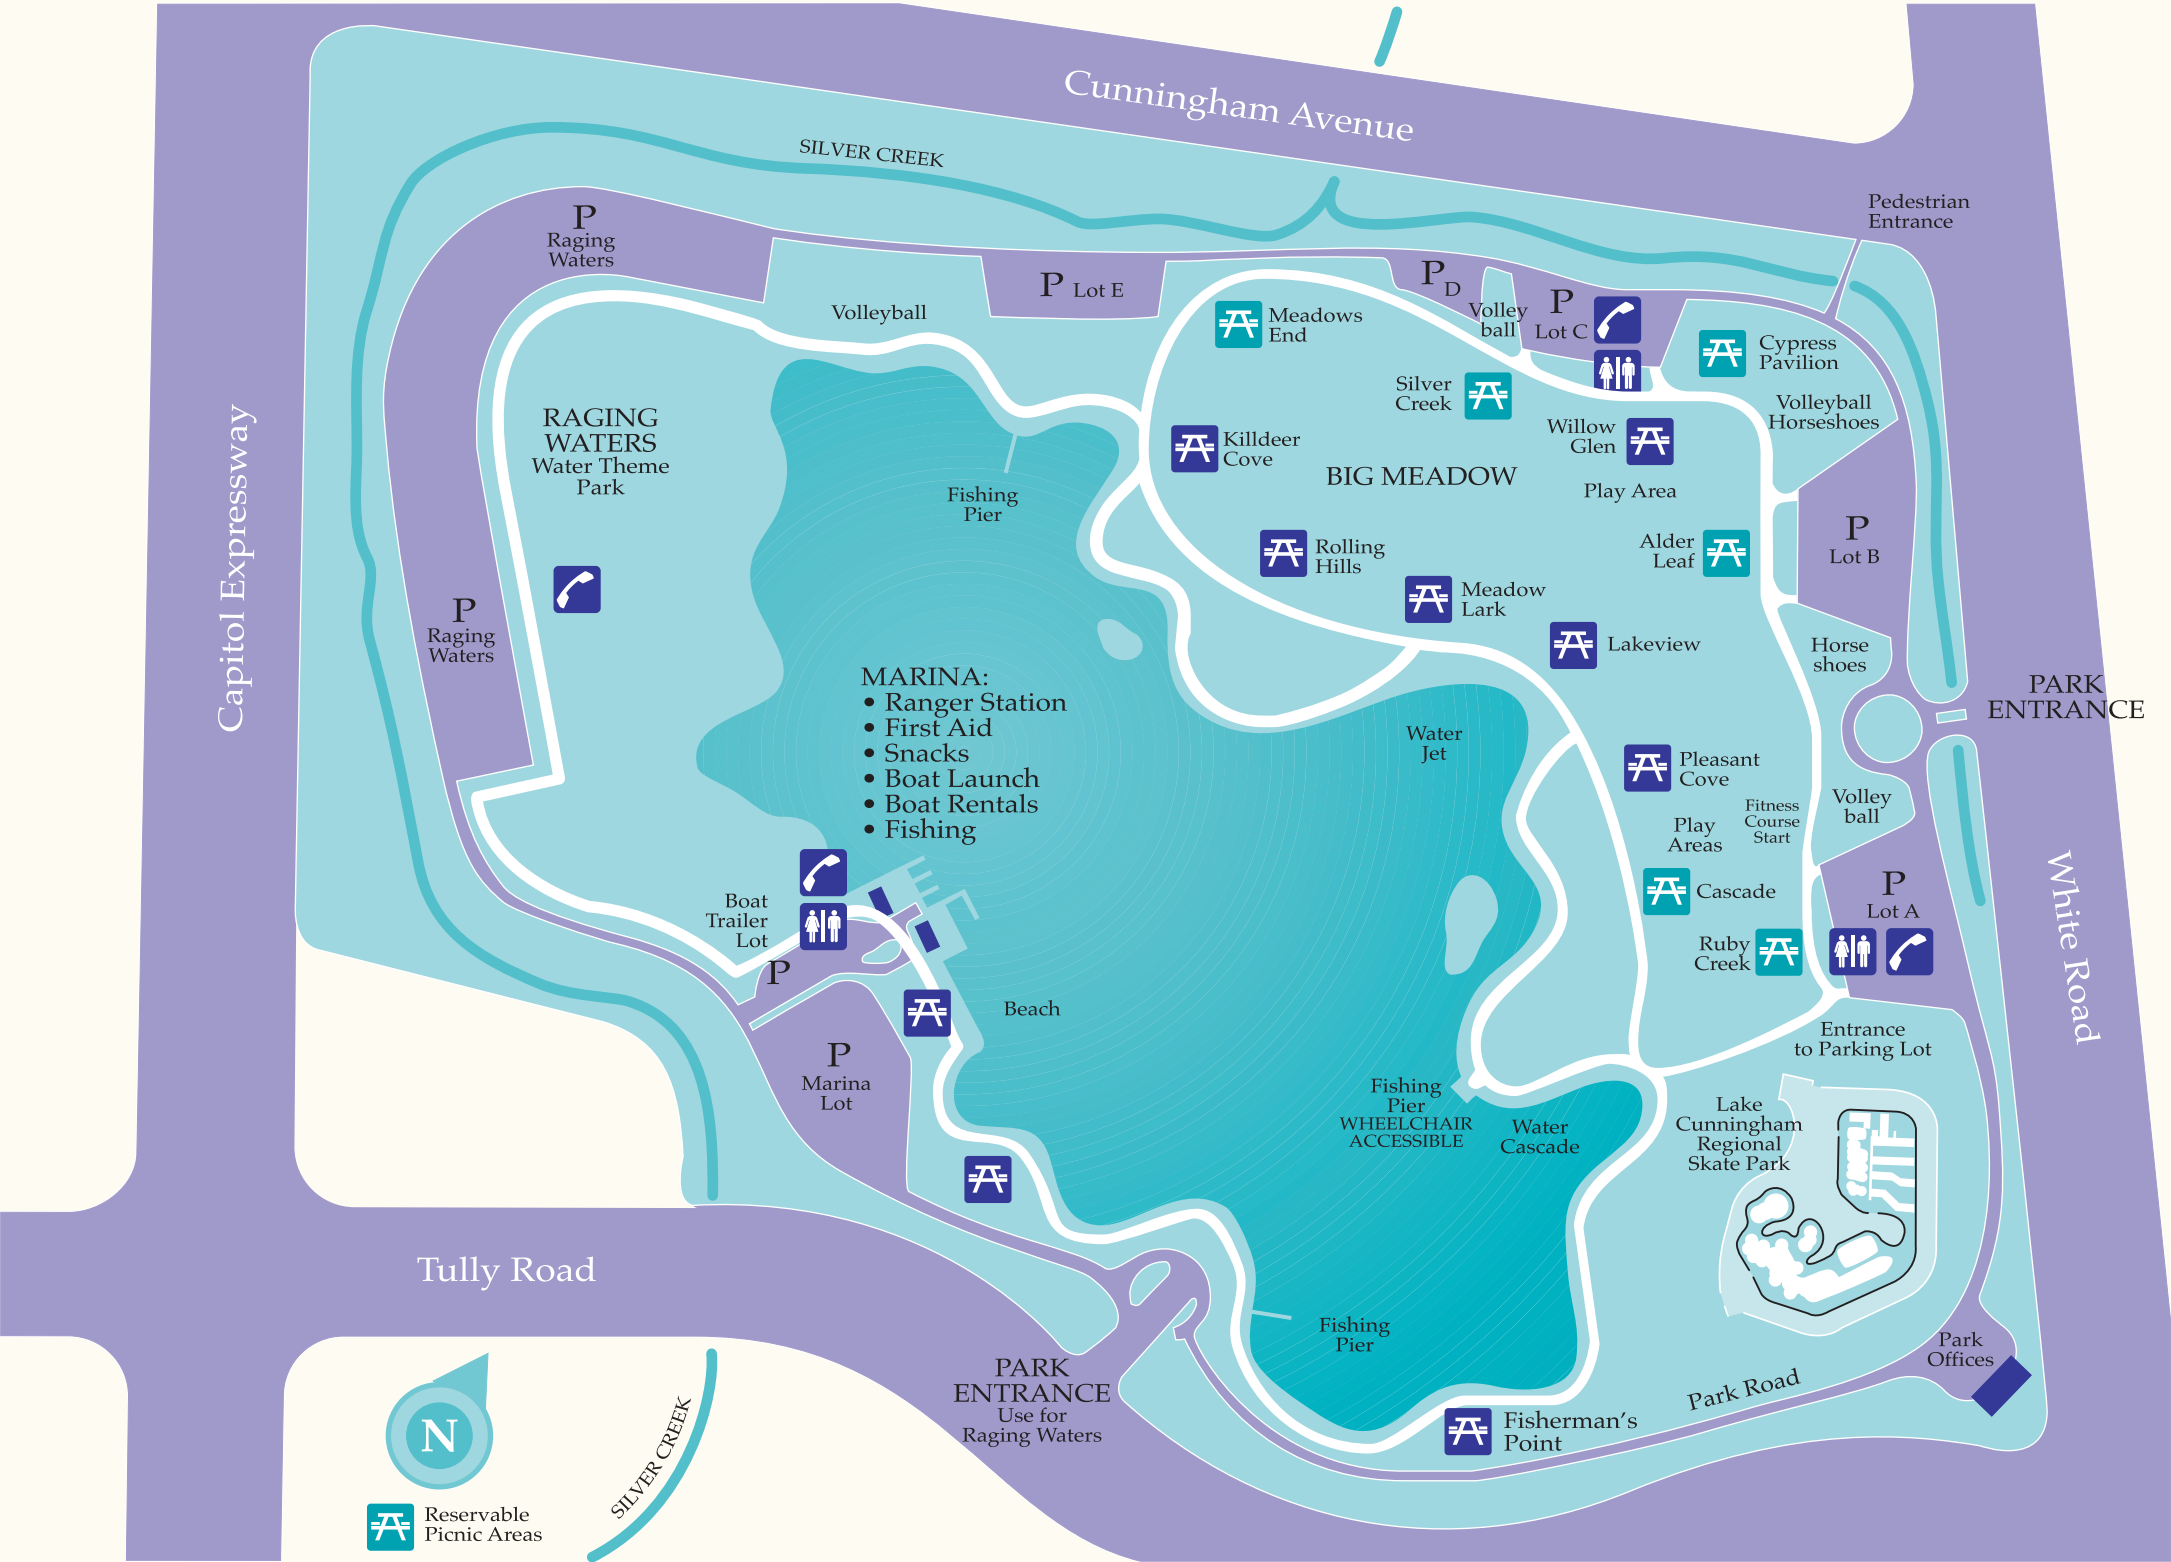 Cunningham Avenue
SILVER CREEK
Pedestrian
Entrance
P
Raging
Waters
P Lot E
P
D
Volley
ball
P
Lot C
Volleyball
Meadows
End
Cypress
Pavilion
Silver
Creek
Volleyball
Horseshoes
RAGING
WATERS
Water Theme
Park
Killdeer
Cove
Willow
Glen
BIG MEADOW
Play Area
Fishing
Pier
Capitol Expressway
Rolling
Hills
Alder
Leaf
P
Lot B
Meadow
Lark
P
Raging
Waters
Lakeview
Horse
shoes
MARINA:
• Ranger Station
• First Aid
• Snacks
• Boat Launch
• Boat Rentals
• Fishing
PARK
ENTRANCE
Water
Jet
Pleasant
Cove
Fitness
Course
Start
Volley
ball
Play
Areas
Cascade
P
Lot A
White Road
Boat
Trailer
Lot
P
Ruby
Creek
Beach
Entrance
to Parking Lot
P
Marina
Lot
Fishing
Pier
WHEELCHAIR
ACCESSIBLE
Water
Cascade
Lake
Cunningham
Regional
Skate Park
Tully Road
Fishing
Pier
Park
Offices
PARK
ENTRANCE
Use for
Raging Waters
Park Road
Fisherman's
Point
N
SILVER CREEK
Reservable
Picnic Areas